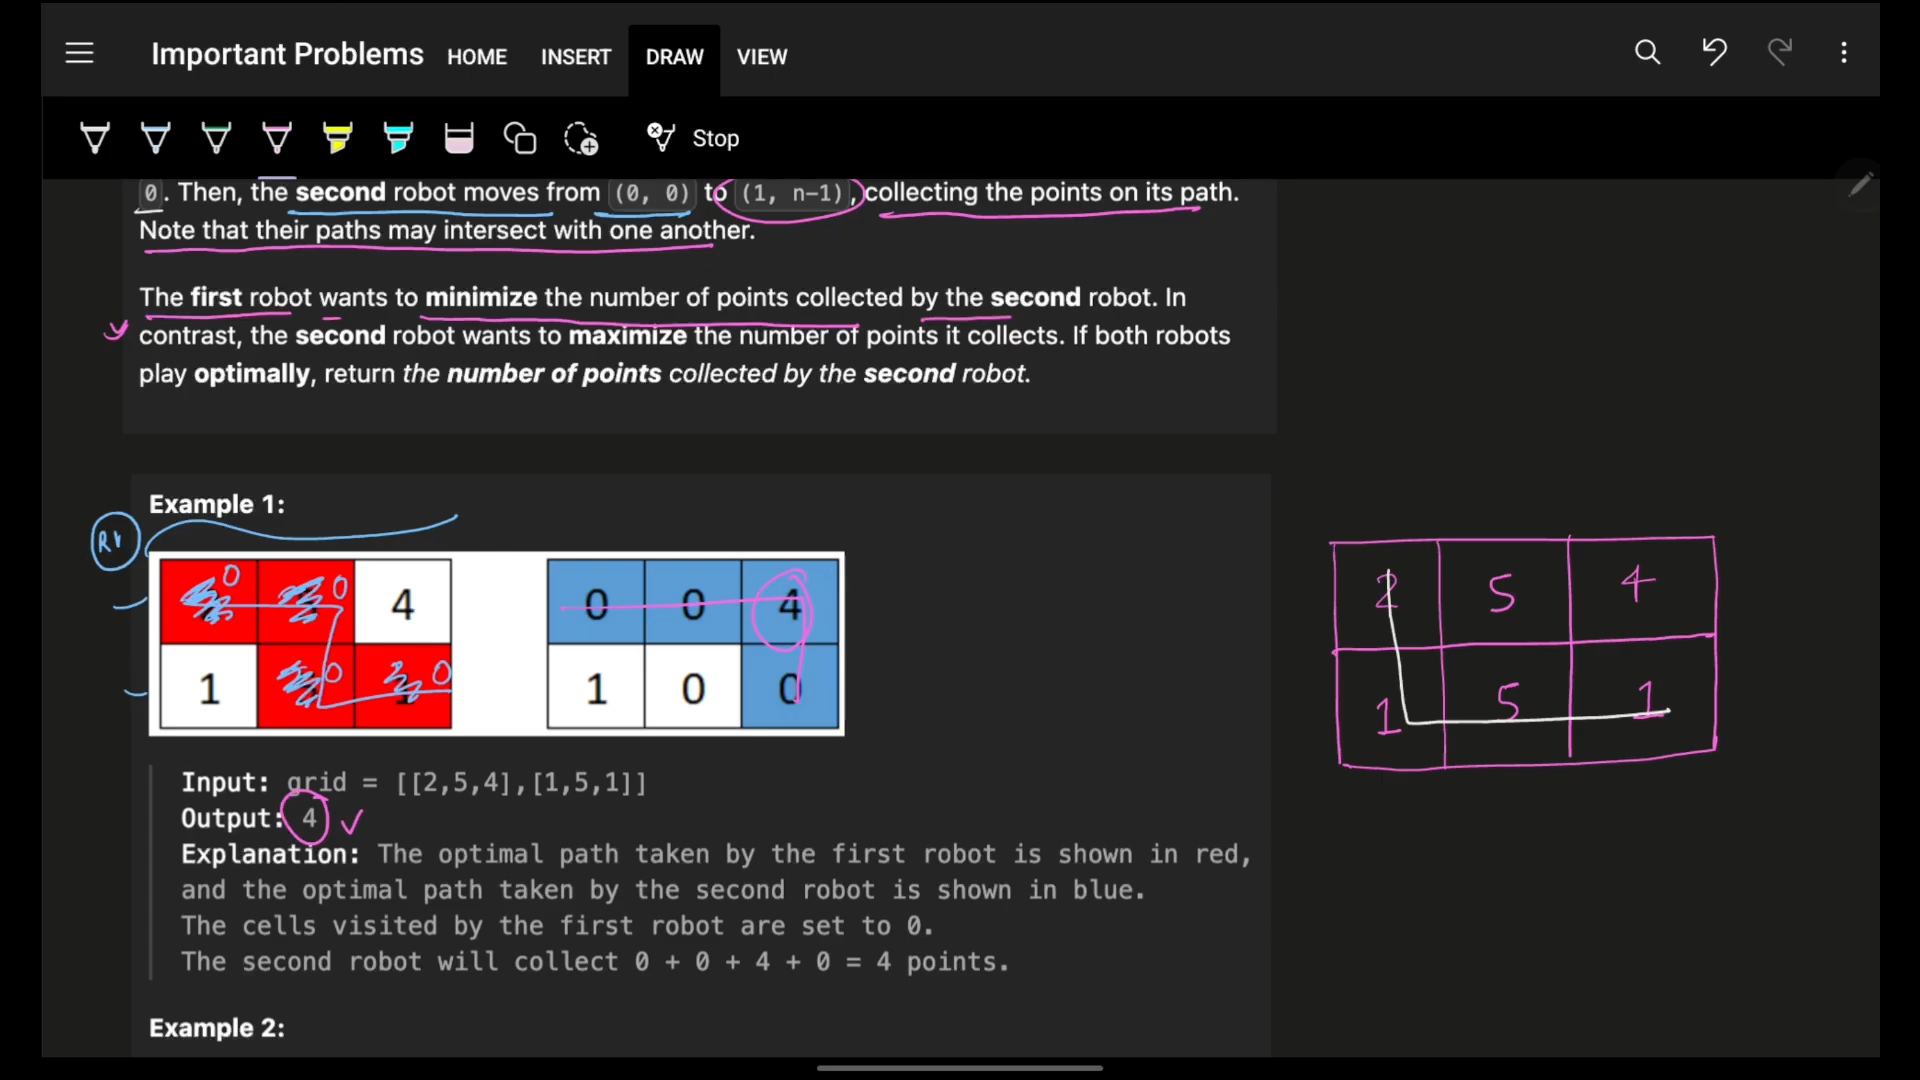 Important Problems HOME INSERT DRAW VIEW
Stop
0. Then, the second robot moves from (0, 0) to (1, n-1), collecting the points on its path.
Note that their paths may intersect with one another.
The first robot wants to minimize the number of points collected by the second robot. In
contrast, the second robot wants to maximize the number of points it collects. If both robots
play optimally, return the number of points collected by the second robot.
Example 1:
R1
0 0 4
1 0 0
0 0 4
1 0 0
2 5 4
1 5 1
Input: grid = [[2,5,4],[1,5,1]]
Output: 4
Explanation: The optimal path taken by the first robot is shown in red,
and the optimal path taken by the second robot is shown in blue.
The cells visited by the first robot are set to 0.
The second robot will collect 0 + 0 + 4 + 0 = 4 points.
Example 2: